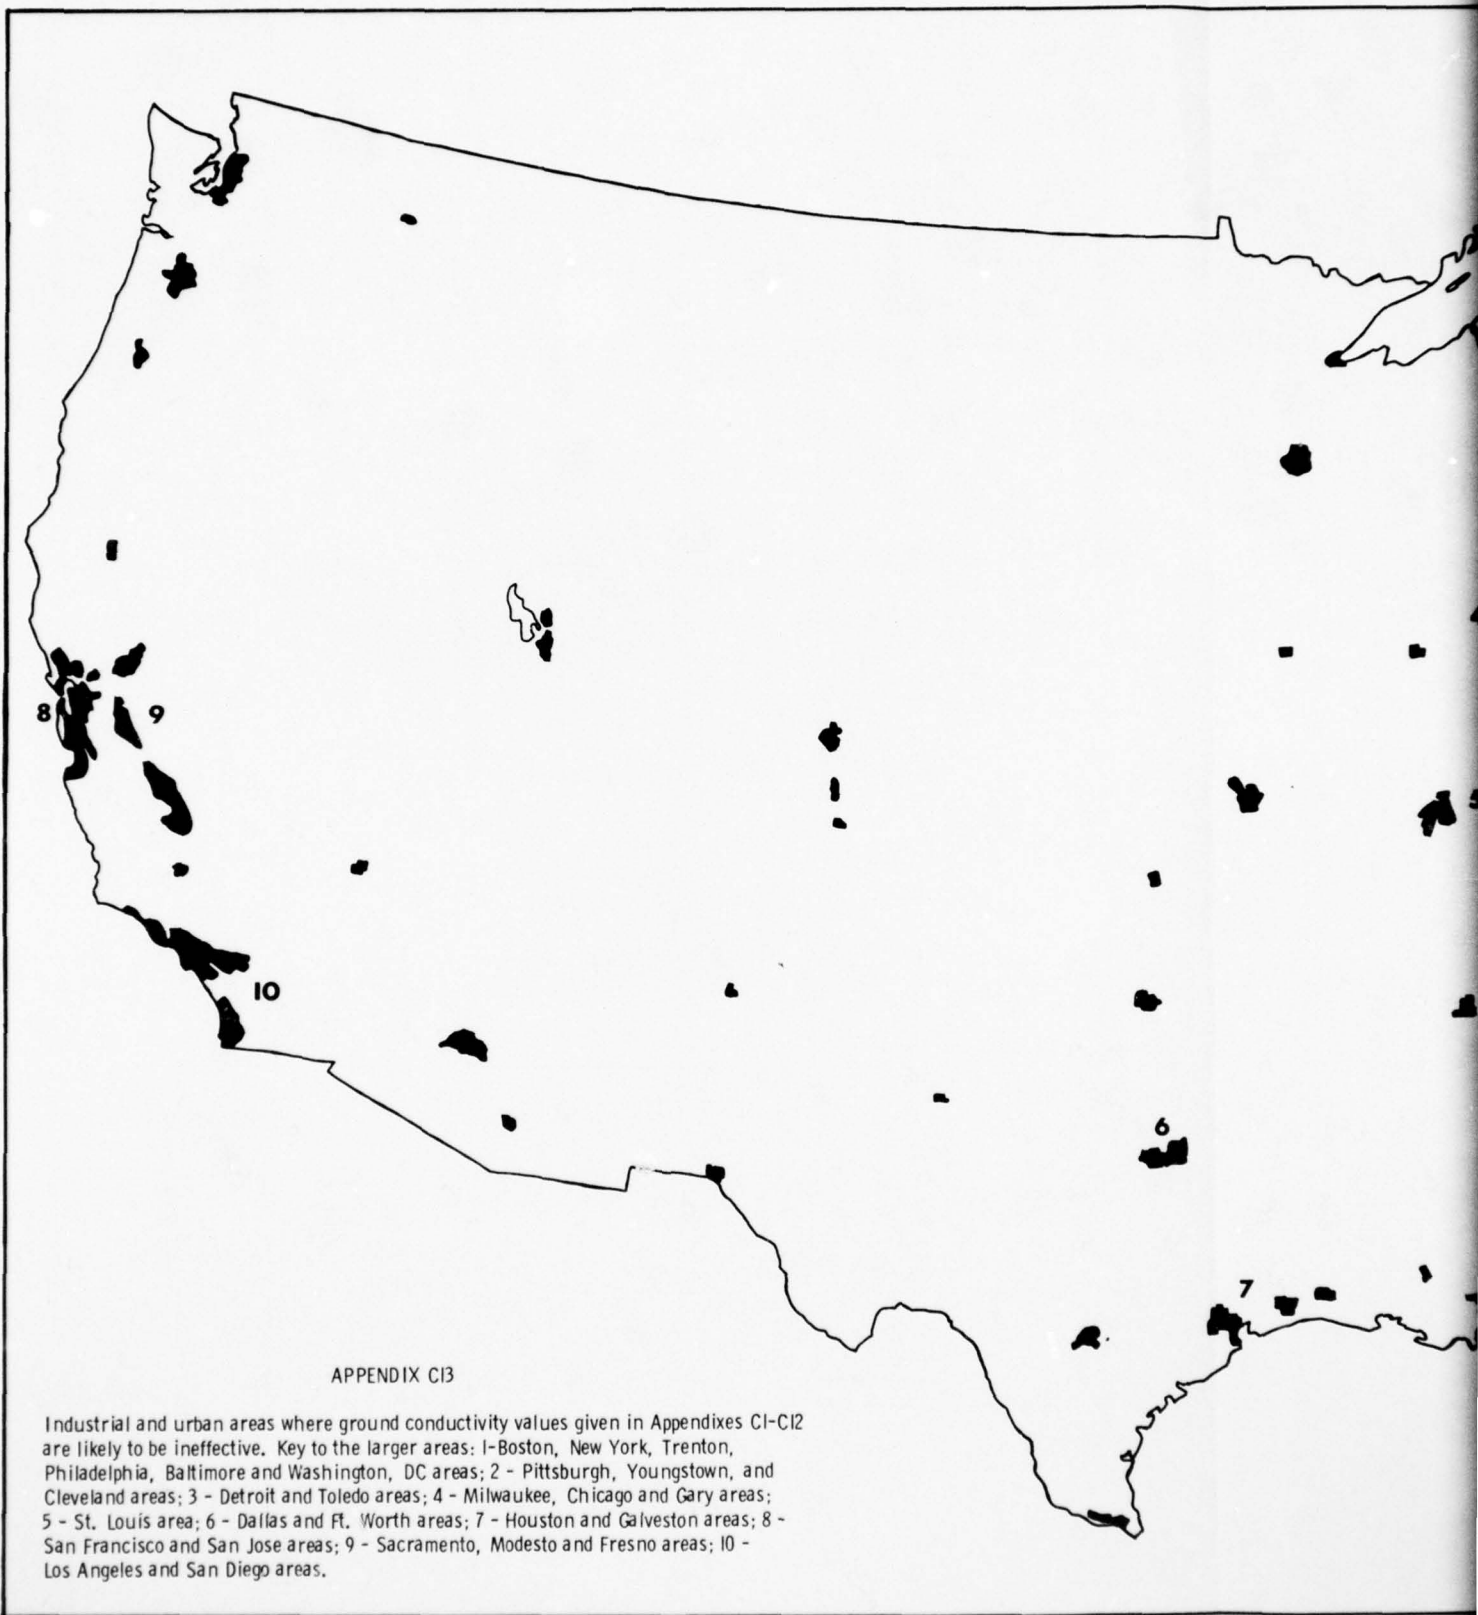 8
9
5
10
6
7
APPENDIX C13
Industrial and urban areas where ground conductivity values given in Appendixes C1-C12
are likely to be ineffective. Key to the larger areas: 1-Boston, New York, Trenton,
Philadelphia, Baltimore and Washington, DC areas; 2 - Pittsburgh, Youngstown, and
Cleveland areas; 3 - Detroit and Toledo areas; 4 - Milwaukee, Chicago and Gary areas;
5 - St. Louis area; 6 - Dallas and Ft. Worth areas; 7 - Houston and Galveston areas; 8 -
San Francisco and San Jose areas; 9 - Sacramento, Modesto and Fresno areas; 10 -
Los Angeles and San Diego areas.